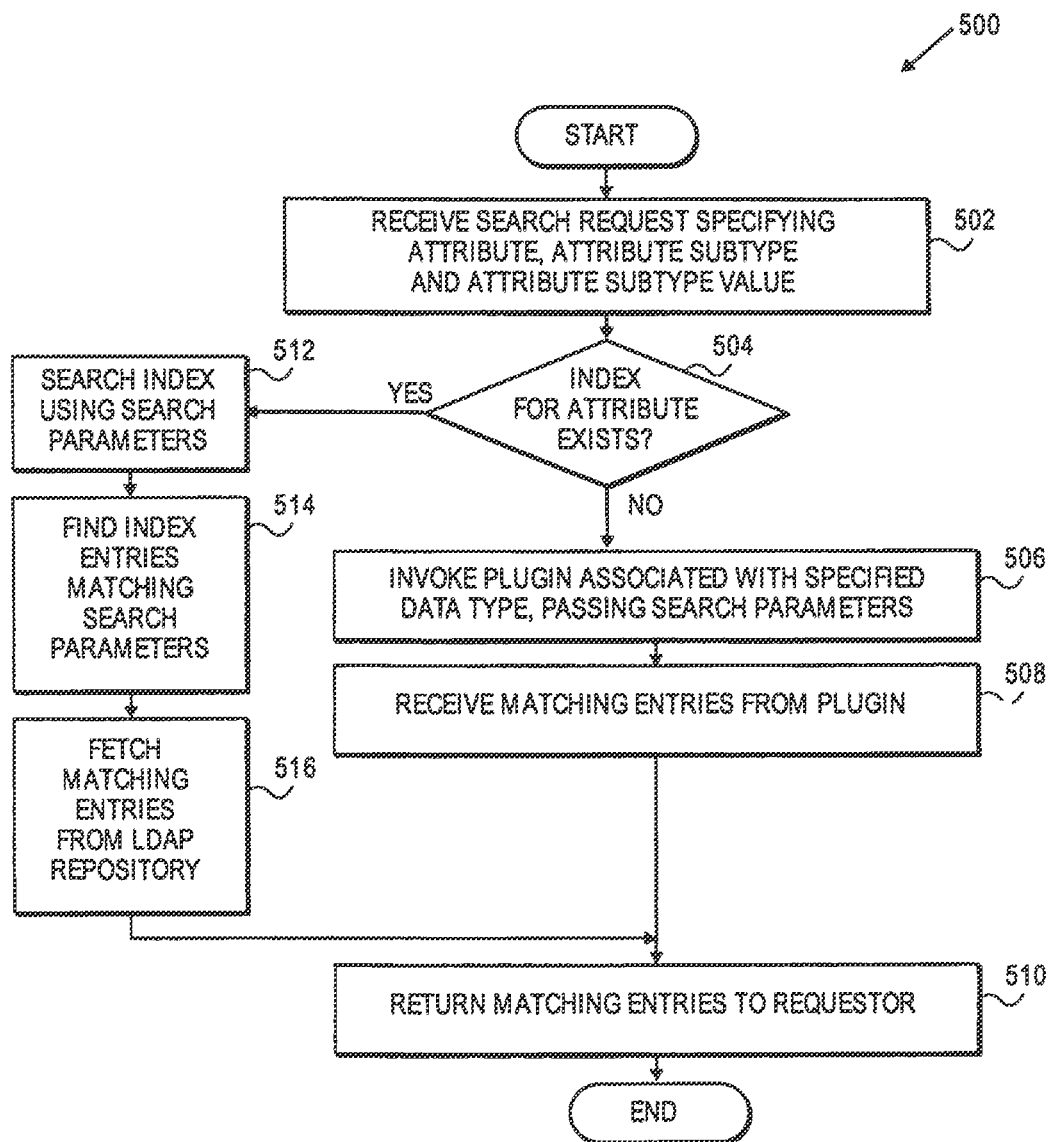 500
START
RECEIVE SEARCH REQUEST SPECIFYING
ATTRIBUTE, ATTRIBUTE SUBTYPE
AND ATTRIBUTE SUBTYPE VALUE
502
504
INDEX
FOR ATTRIBUTE
EXISTS?
YES
NO
512
SEARCH INDEX
USING SEARCH
PARAMETERS
514
FIND INDEX
ENTRIES
MATCHING
SEARCH
PARAMETERS
516
FETCH
MATCHING
ENTRIES
FROM LDAP
REPOSITORY
INVOKE PLUGIN ASSOCIATED WITH SPECIFIED
DATA TYPE, PASSING SEARCH PARAMETERS
506
RECEIVE MATCHING ENTRIES FROM PLUGIN
508
RETURN MATCHING ENTRIES TO REQUESTOR
510
END